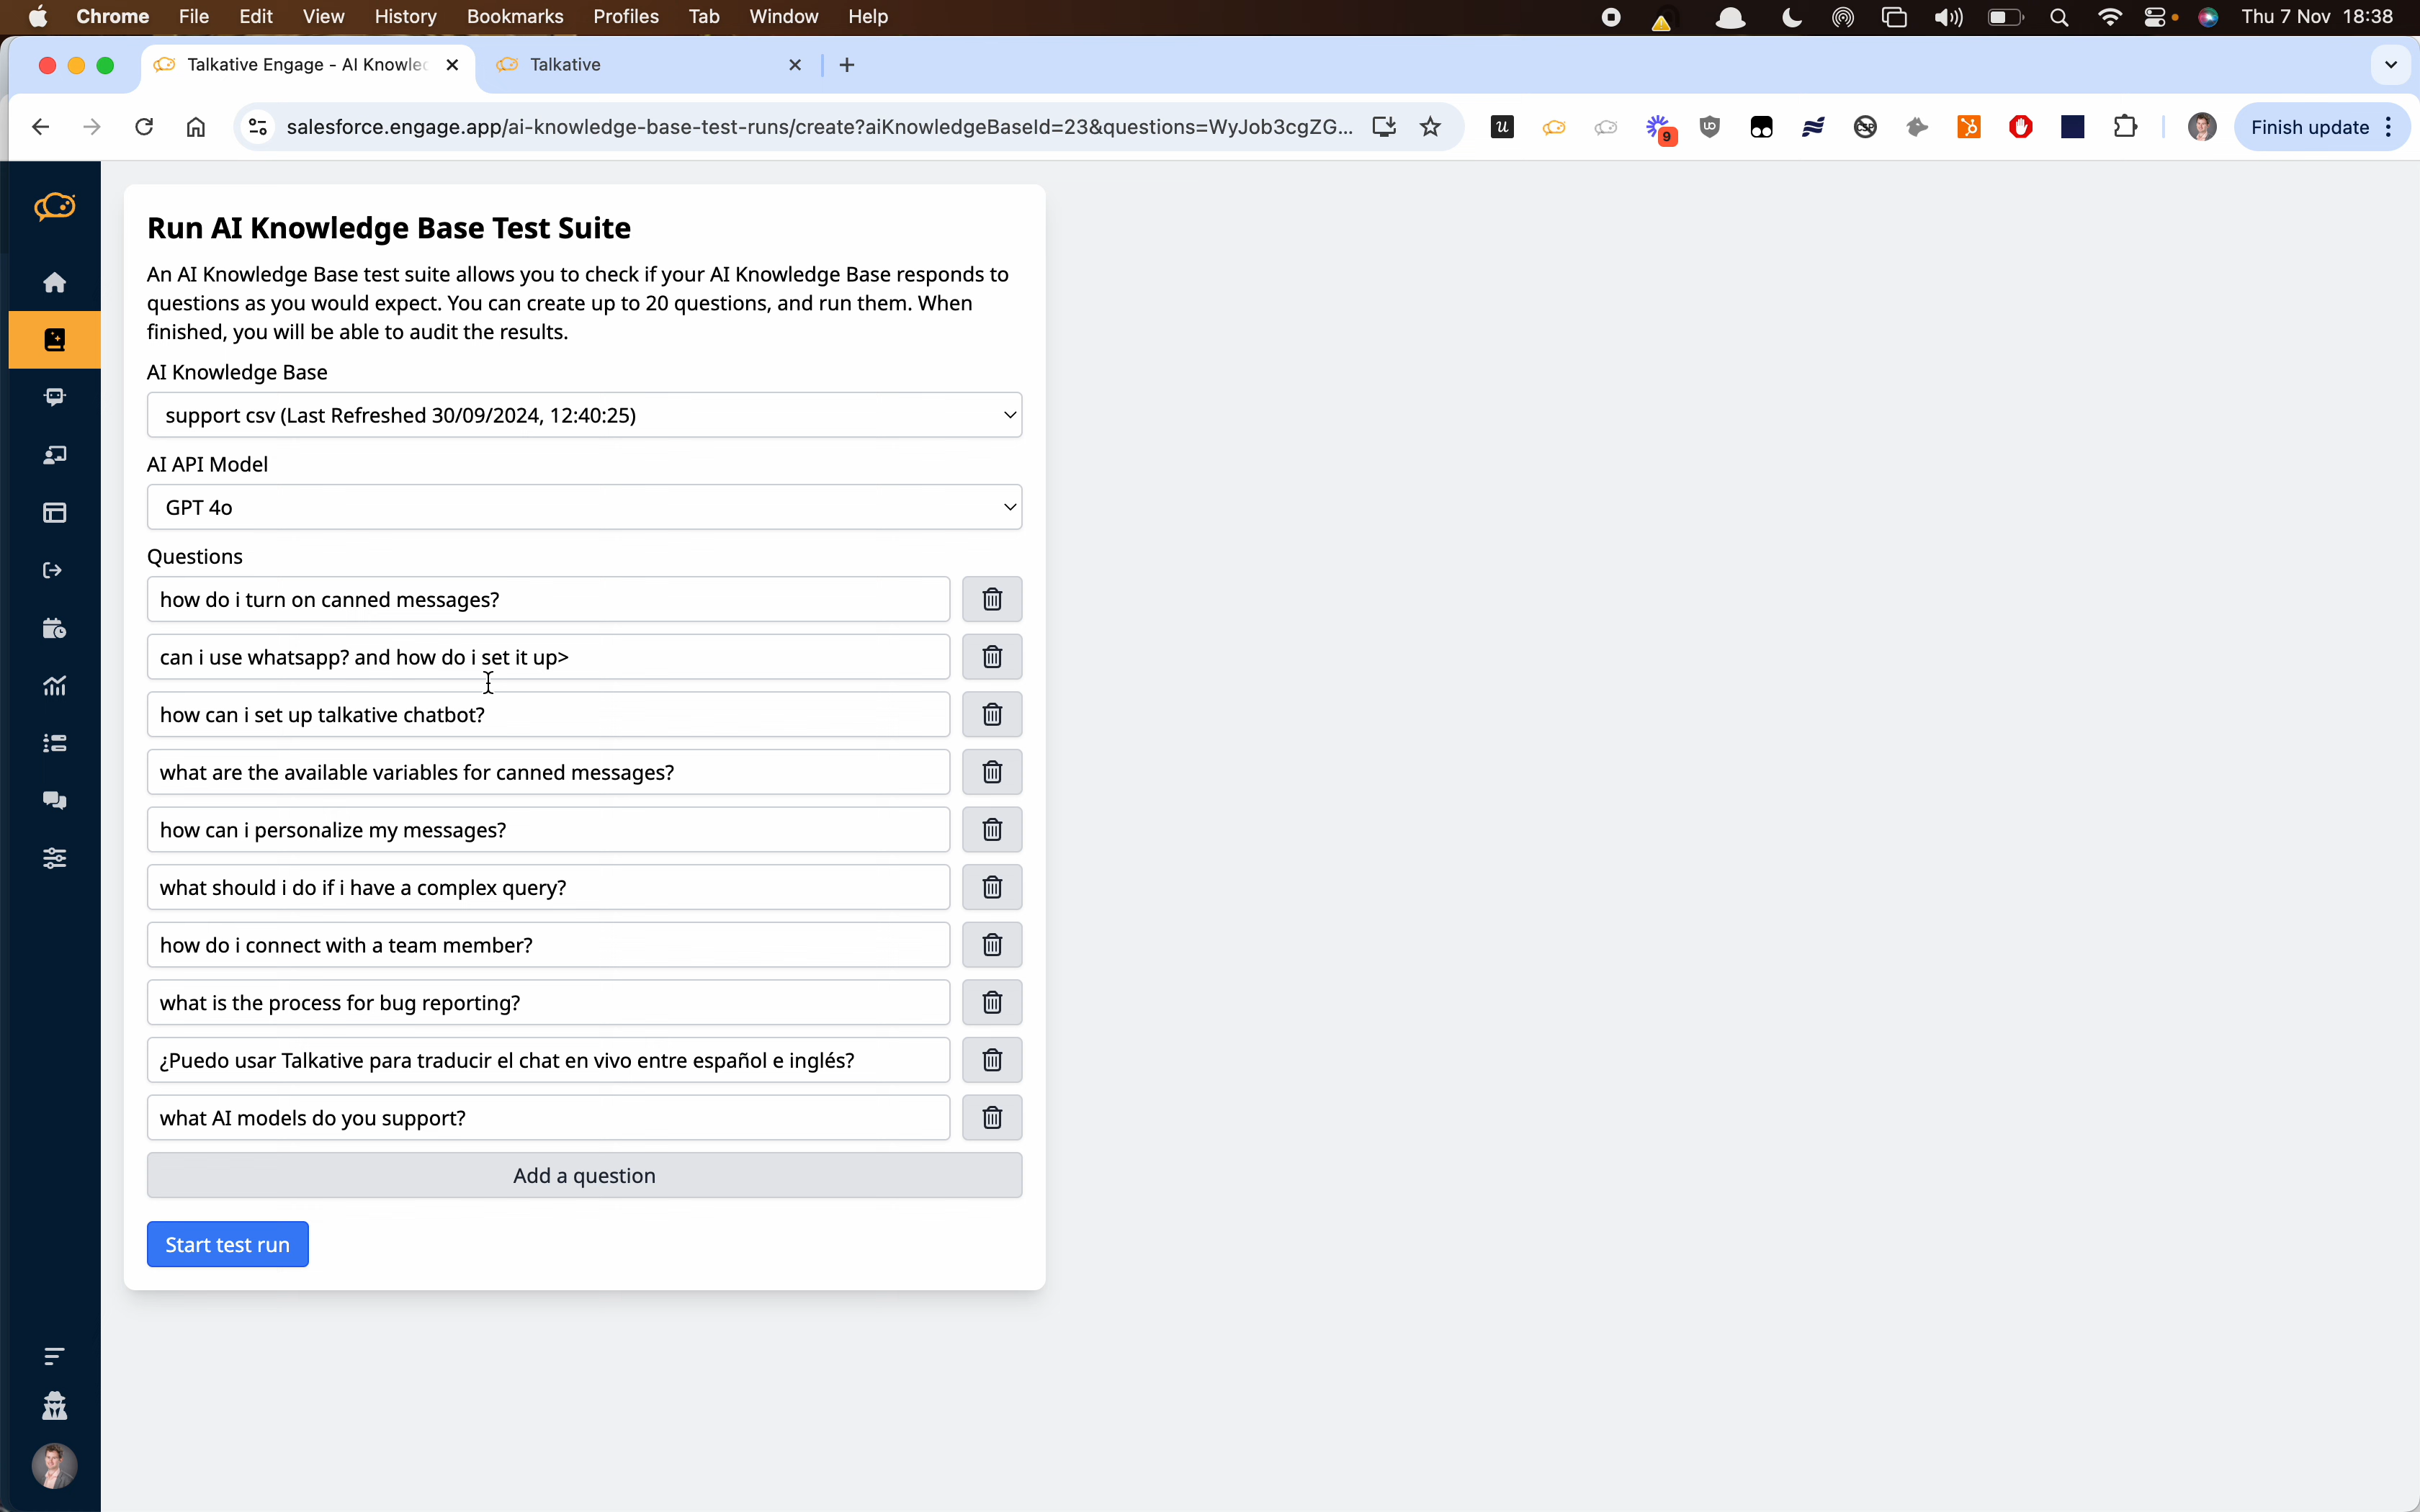 Chrome File Edit View History Bookmarks Profiles Tab Window Help Thu 7 Nov 18:38
Talkative Engage - AI Knowle Talkative
salesforce.engage.app/ai-knowledge-base-test-runs/create?aiKnowledgeBaseId=23&questions=WyJob3cgZG... 9 Finish update
Run AI Knowledge Base Test Suite
An AI Knowledge Base test suite allows you to check if your AI Knowledge Base responds to
questions as you would expect. You can create up to 20 questions, and run them. When
finished, you will be able to audit the results.
AI Knowledge Base
support csv (Last Refreshed 30/09/2024, 12:40:25)
AI API Model
GPT 4o
Questions
how do i turn on canned messages?
can i use whatsapp? and how do i set it up>
how can i set up talkative chatbot?
what are the available variables for canned messages?
how can i personalize my messages?
what should i do if i have a complex query?
how do i connect with a team member?
what is the process for bug reporting?
¿Puedo usar Talkative para traducir el chat en vivo entre español e inglés?
what AI models do you support?
Add a question
Start test run